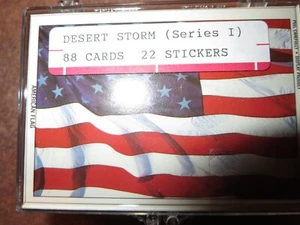 DESERT STORM (Series I)
88 CARDS 22 STICKERS
AMERICAN FLAG